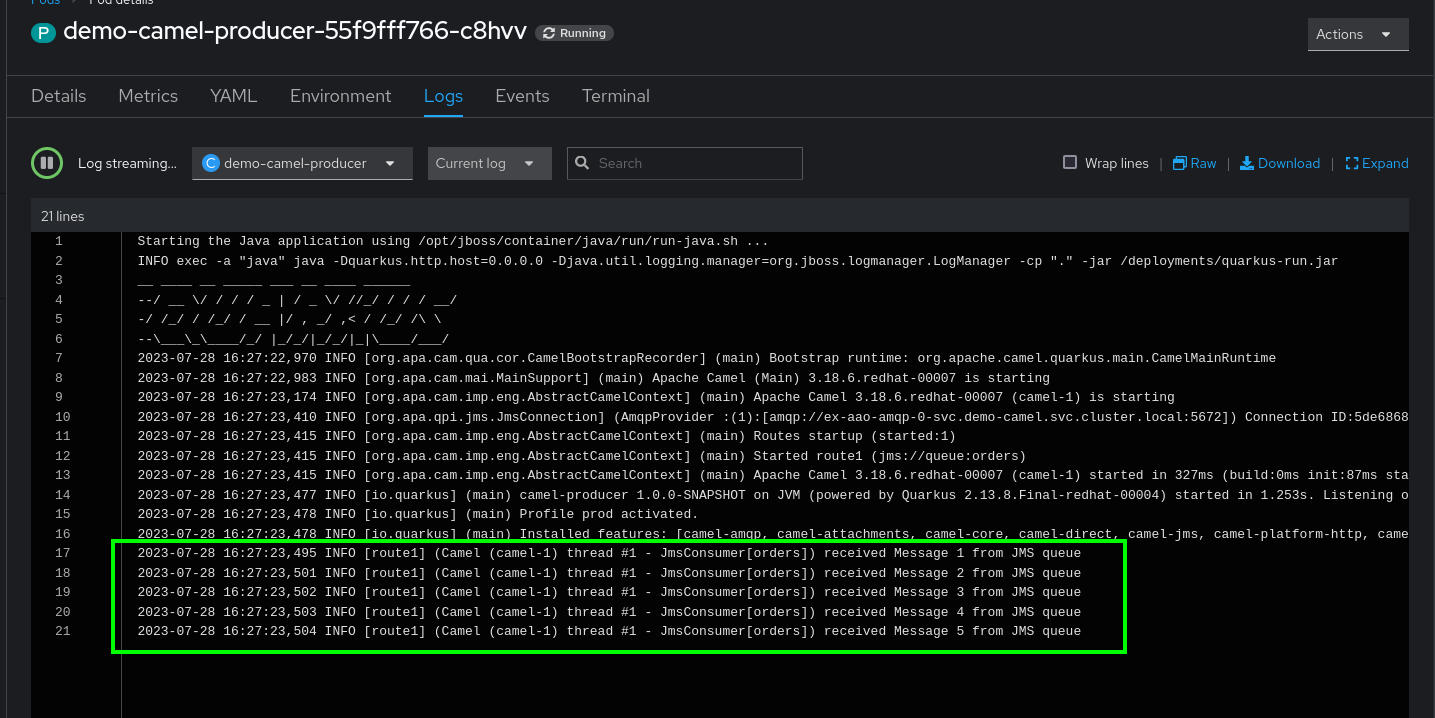 Pods > Pod details
P demo-camel-producer-55f9fff766-c8hvv Running
Actions
Details Metrics YAML Environment Logs Events Terminal
Log streaming... C demo-camel-producer Current log Search Wrap lines | Raw | Download | Expand
21 lines
1 Starting the Java application using /opt/jboss/container/java/run/run-java.sh ...
2 INFO exec -a "java" java -Dquarkus.http.host=0.0.0.0 -Djava.util.logging.manager=org.jboss.logmanager.LogManager -cp "." -jar /deployments/quarkus-run.jar
3 __ ____ __ _____ ___ __ ____ ______
4 --/ __ \/ / / / _ | / _ \/ //_/ / / / __/
5 -/ /_/ / /_/ / __ |/ , _/ ,< / /_/ /\ \
6 --\___\_\____/_/ |_/_/|_/_/|_|\____/___/
7 2023-07-28 16:27:22,970 INFO [org.apa.cam.qua.cor.CamelBootstrapRecorder] (main) Bootstrap runtime: org.apache.camel.quarkus.main.CamelMainRuntime
8 2023-07-28 16:27:22,983 INFO [org.apa.cam.mai.MainSupport] (main) Apache Camel (Main) 3.18.6.redhat-00007 is starting
9 2023-07-28 16:27:23,174 INFO [org.apa.cam.imp.eng.AbstractCamelContext] (main) Apache Camel 3.18.6.redhat-00007 (camel-1) is starting
10 2023-07-28 16:27:23,410 INFO [org.apa.qpi.jms.JmsConnection] (AmqpProvider :(1):[amqp://ex-aao-amqp-0-svc.demo-camel.svc.cluster.local:5672]) Connection ID:5de6868
11 2023-07-28 16:27:23,415 INFO [org.apa.cam.imp.eng.AbstractCamelContext] (main) Routes startup (started:1)
12 2023-07-28 16:27:23,415 INFO [org.apa.cam.imp.eng.AbstractCamelContext] (main) Started route1 (jms://queue:orders)
13 2023-07-28 16:27:23,415 INFO [org.apa.cam.imp.eng.AbstractCamelContext] (main) Apache Camel 3.18.6.redhat-00007 (camel-1) started in 327ms (build:0ms init:87ms sta
14 2023-07-28 16:27:23,477 INFO [io.quarkus] (main) camel-producer 1.0.0-SNAPSHOT on JVM (powered by Quarkus 2.13.8.Final-redhat-00004) started in 1.253s. Listening o
15 2023-07-28 16:27:23,478 INFO [io.quarkus] (main) Profile prod activated.
16 2023-07-28 16:27:23,478 INFO [io.quarkus] (main) Installed features: [camel-amqp, camel-attachments, camel-core, camel-direct, camel-jms, camel-platform-http, came
17 2023-07-28 16:27:23,495 INFO [route1] (Camel (camel-1) thread #1 - JmsConsumer[orders]) received Message 1 from JMS queue
18 2023-07-28 16:27:23,501 INFO [route1] (Camel (camel-1) thread #1 - JmsConsumer[orders]) received Message 2 from JMS queue
19 2023-07-28 16:27:23,502 INFO [route1] (Camel (camel-1) thread #1 - JmsConsumer[orders]) received Message 3 from JMS queue
20 2023-07-28 16:27:23,503 INFO [route1] (Camel (camel-1) thread #1 - JmsConsumer[orders]) received Message 4 from JMS queue
21 2023-07-28 16:27:23,504 INFO [route1] (Camel (camel-1) thread #1 - JmsConsumer[orders]) received Message 5 from JMS queue